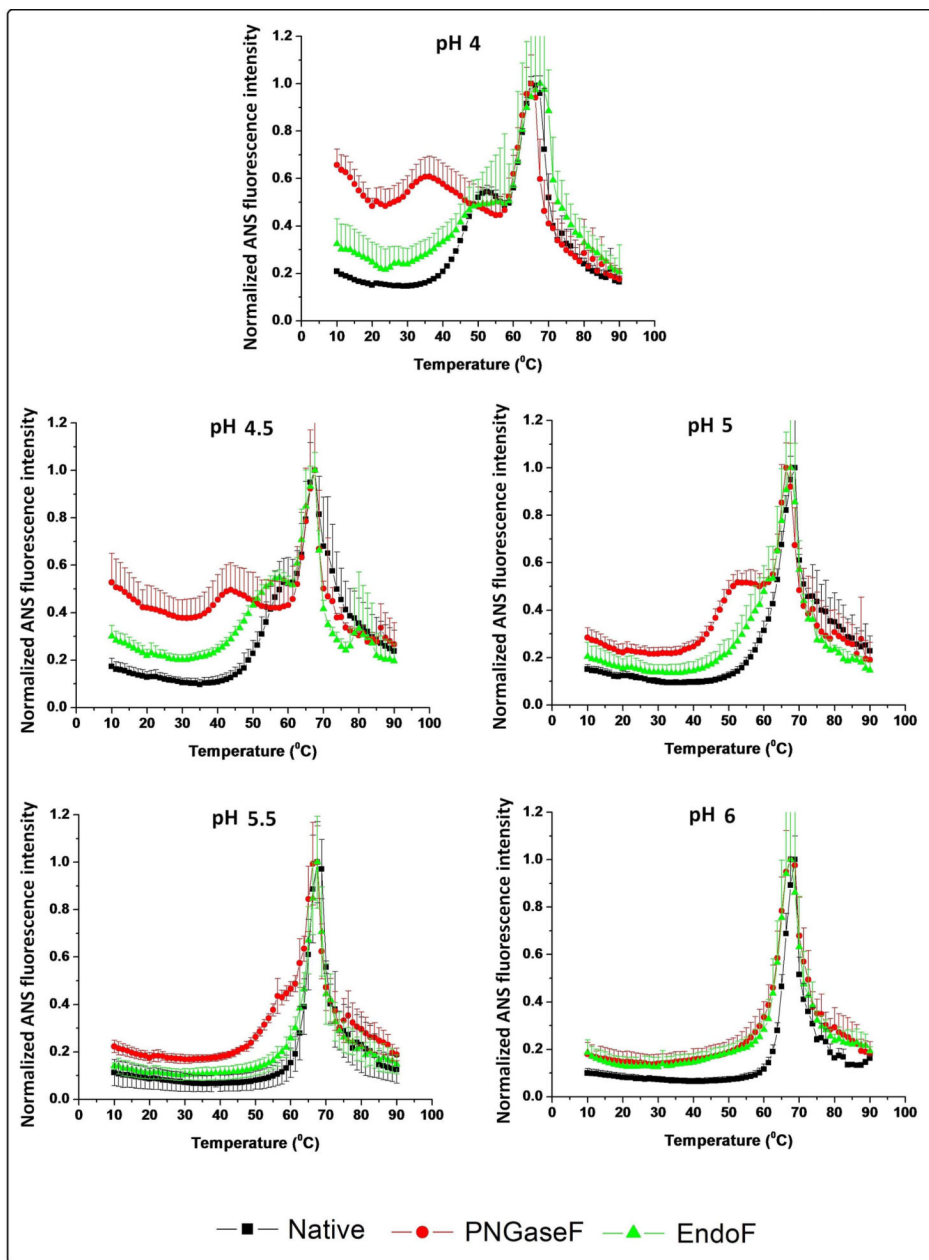 pH 4
Normalized ANS fluorescence intensity
1.2
1.0
0.8
0.6
0.4
0.2
0.0
0 10 20 30 40 50 60 70 80 90 100
Temperature (⁰C)
pH 4.5
Normalized ANS fluorescence intensity
1.2
1.0
0.8
0.6
0.4
0.2
0.0
0 10 20 30 40 50 60 70 80 90 100
Temperature (⁰C)
pH 5
Normalized ANS fluorescence intensity
1.2
1.0
0.8
0.6
0.4
0.2
0.0
0 10 20 30 40 50 60 70 80 90 100
Temperature (⁰C)
pH 5.5
Normalized ANS fluorescence intensity
1.2
1.0
0.8
0.6
0.4
0.2
0.0
0 10 20 30 40 50 60 70 80 90 100
Temperature (⁰C)
pH 6
Normalized ANS fluorescence intensity
1.2
1.0
0.8
0.6
0.4
0.2
0.0
0 10 20 30 40 50 60 70 80 90 100
Temperature (⁰C)
Native PNGaseF EndoF